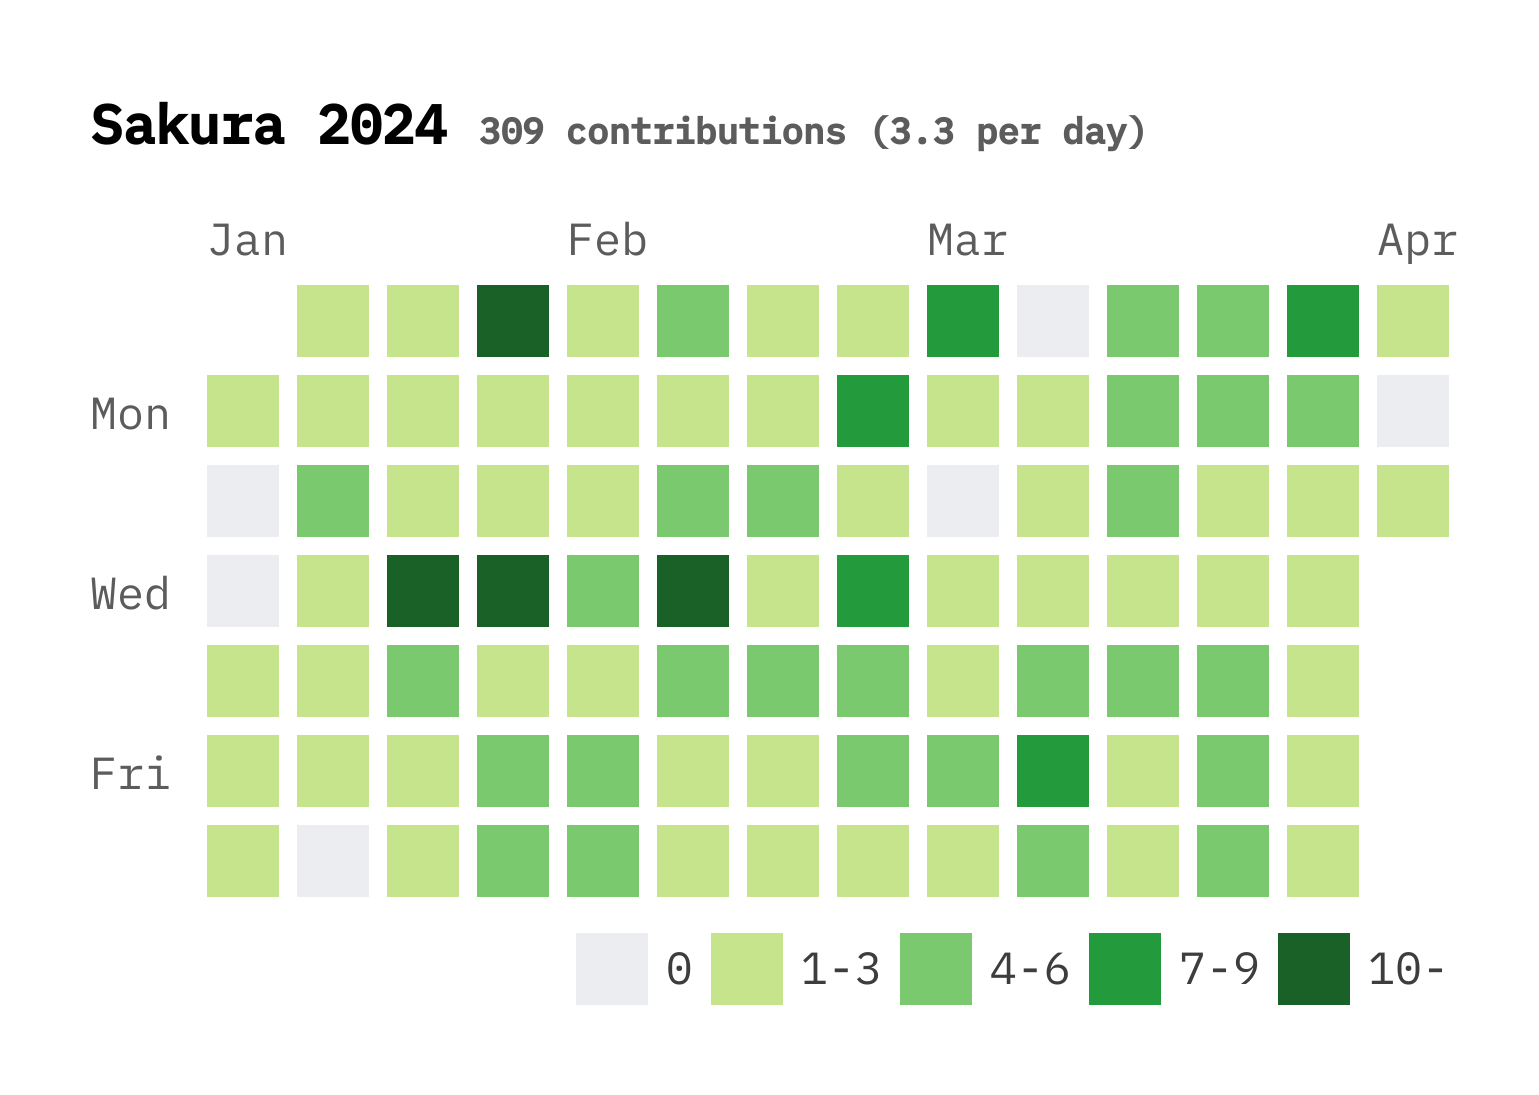 Sakura 2024 309 contributions (3.3 per day)
Jan Feb Mar Apr
Mon
Wed
Fri
0 1-3 4-6 7-9 10-